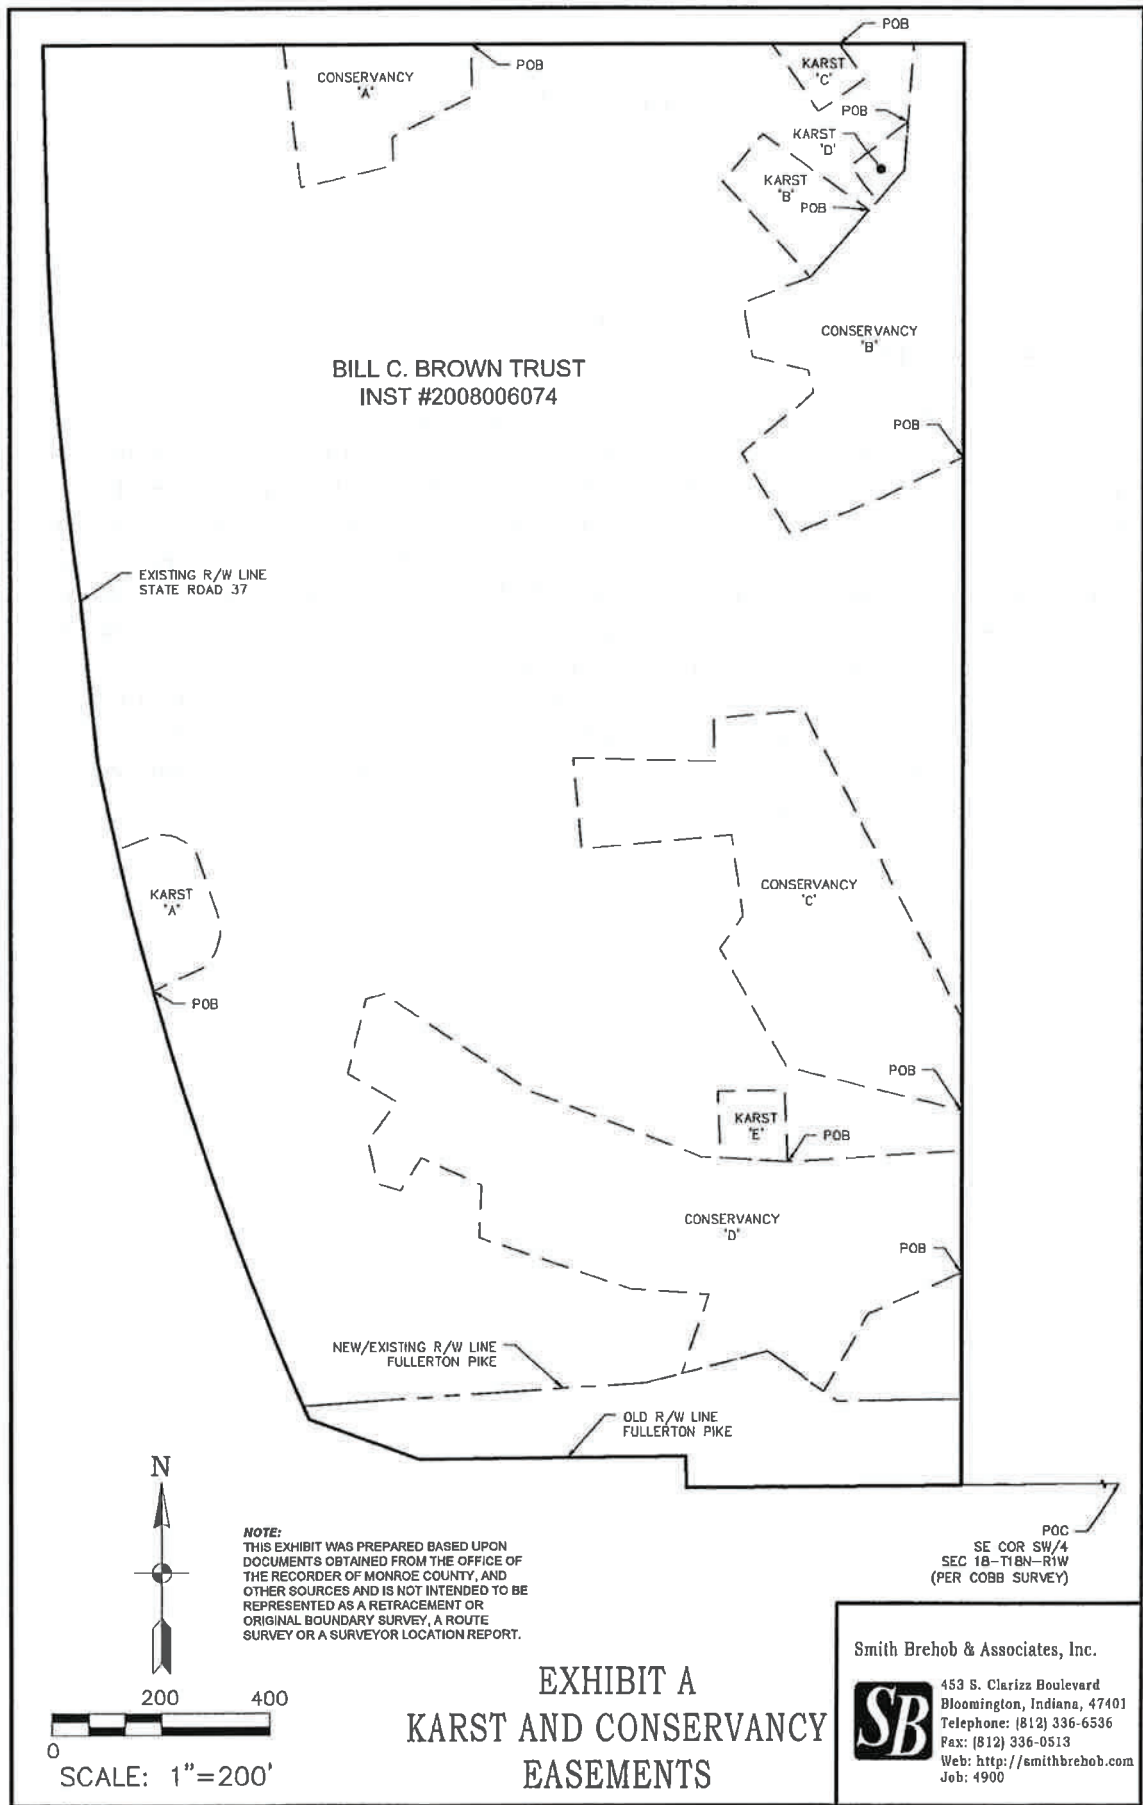 POB
POB
CONSERVANCY
'A'
KARST
'C'
POB
KARST
'D'
KARST
'B'
POB
CONSERVANCY
'B'
BILL C. BROWN TRUST
INST #2008006074
POB
EXISTING R/W LINE
STATE ROAD 37
KARST
'A'
CONSERVANCY
'C'
POB
POB
KARST
'E'
POB
CONSERVANCY
'D'
POB
NEW/EXISTING R/W LINE
FULLERTON PIKE
OLD R/W LINE
FULLERTON PIKE
N
POC
SE COR SW/4
SEC 18-T18N-R1W
(PER COBB SURVEY)
NOTE:
THIS EXHIBIT WAS PREPARED BASED UPON
DOCUMENTS OBTAINED FROM THE OFFICE OF
THE RECORDER OF MONROE COUNTY, AND
OTHER SOURCES AND IS NOT INTENDED TO BE
REPRESENTED AS A RETRACEMENT OR
ORIGINAL BOUNDARY SURVEY, A ROUTE
SURVEY OR A SURVEYOR LOCATION REPORT.
200 400
0
SCALE: 1"=200'
EXHIBIT A
KARST AND CONSERVANCY
EASEMENTS
Smith Brehob & Associates, Inc.
SB
453 S. Clarizz Boulevard
Bloomington, Indiana, 47401
Telephone: (812) 336-6536
Fax: (812) 336-0513
Web: http://smithbrehob.com
Job: 4900